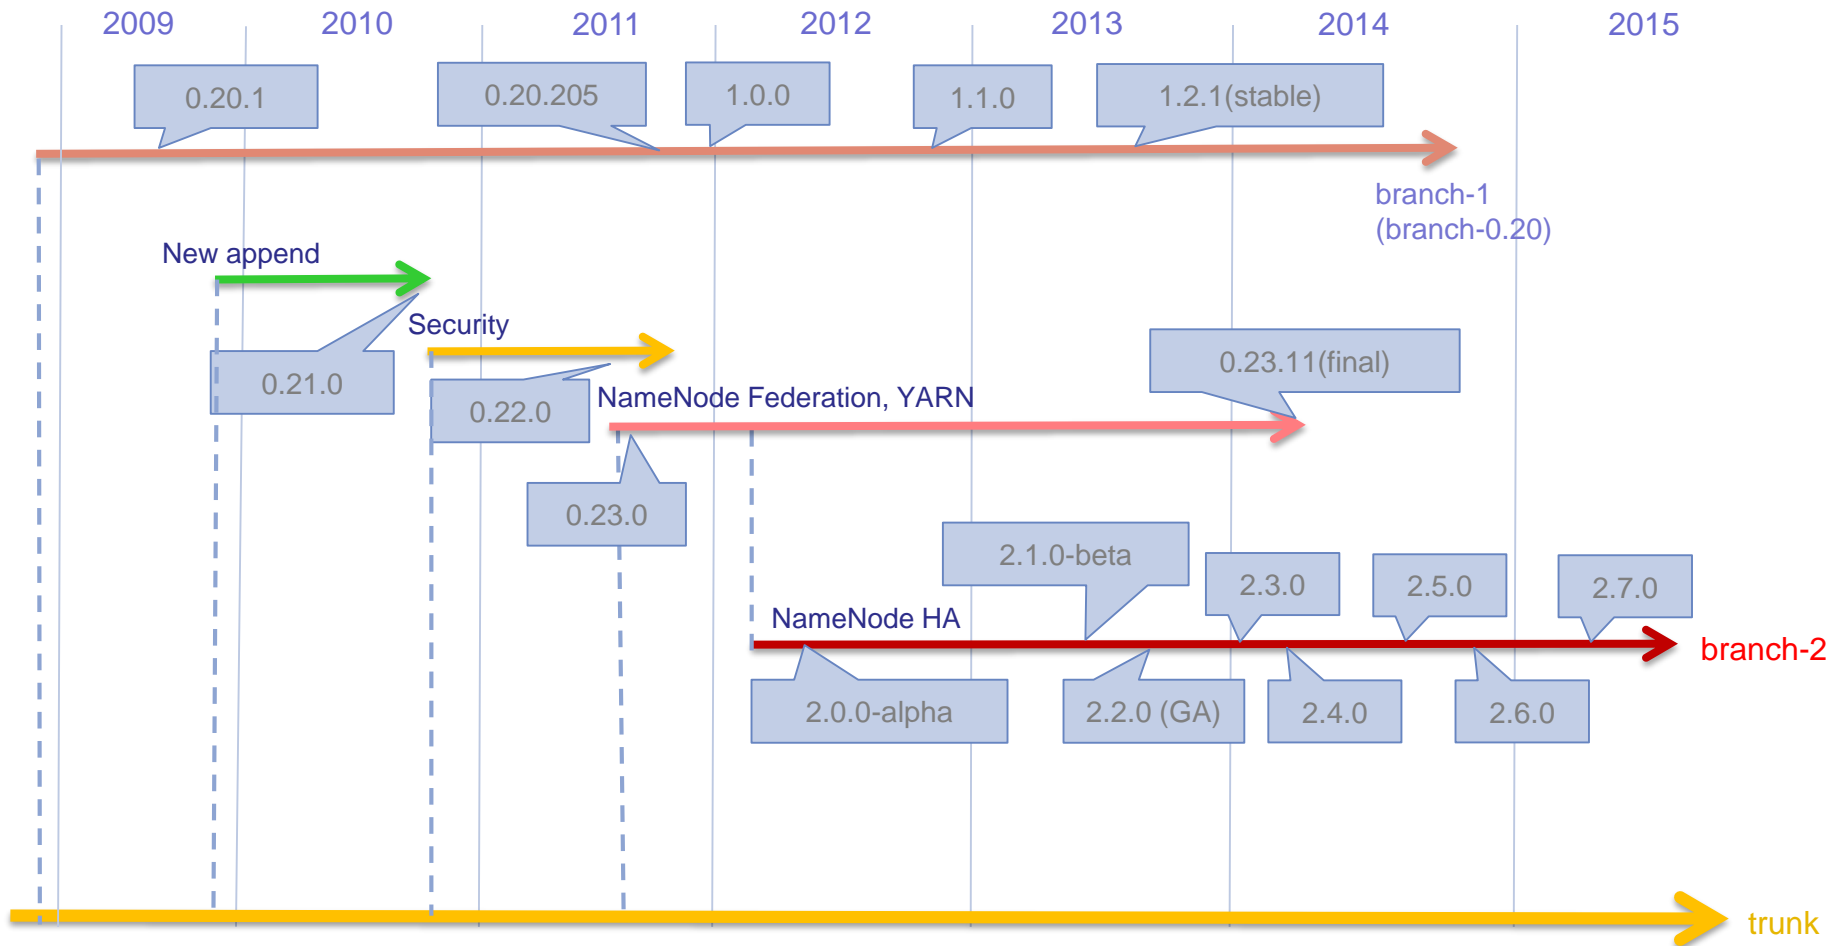 2009
2010
2011
2012
2013
2014
2015
0.20.1
0.20.205
1.0.0
1.1.0
1.2.1(stable)
branch-1
(branch-0.20)
New append
Security
0.21.0
0.22.0
0.23.11(final)
NameNode Federation, YARN
0.23.0
2.1.0-beta
2.3.0
2.5.0
2.7.0
NameNode HA
branch-2
2.0.0-alpha
2.2.0 (GA)
2.4.0
2.6.0
trunk